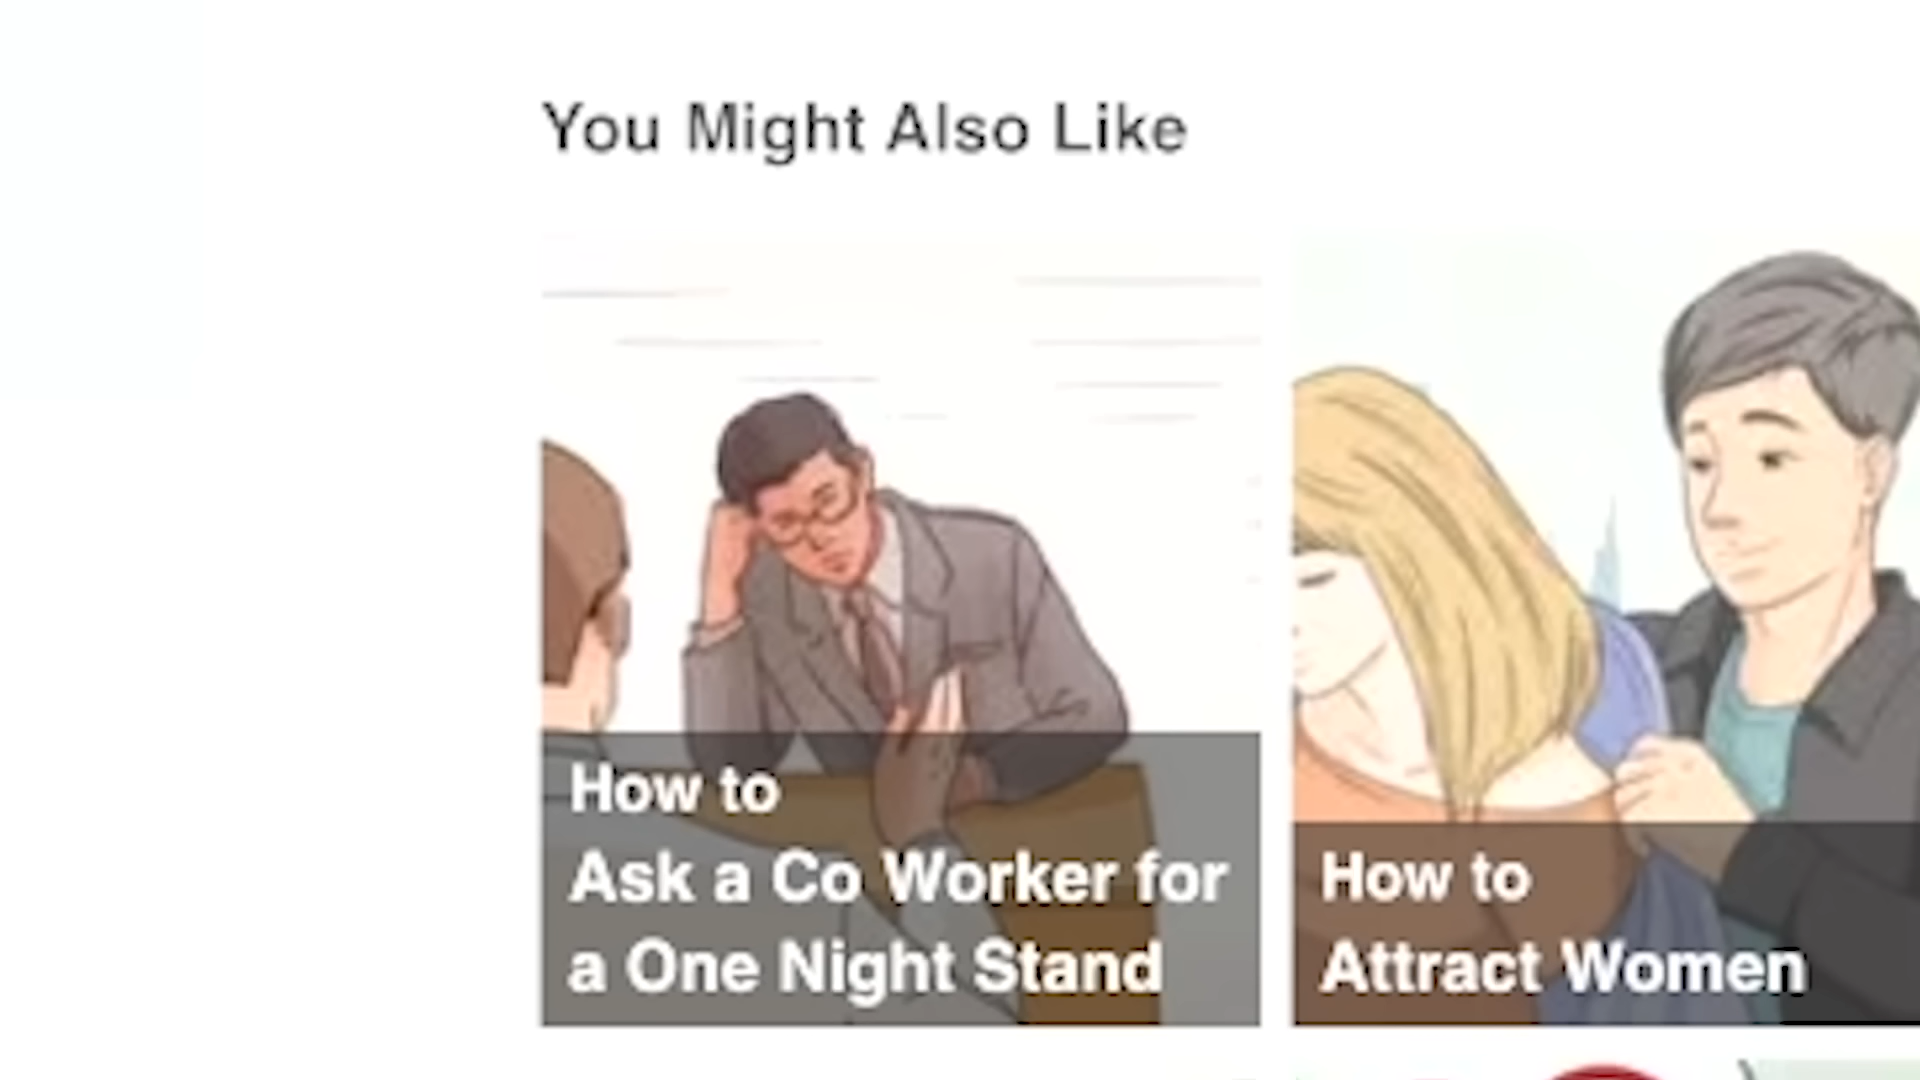 You Might Also Like
How to
Ask a Co Worker for
a One Night Stand
How to
Attract Women